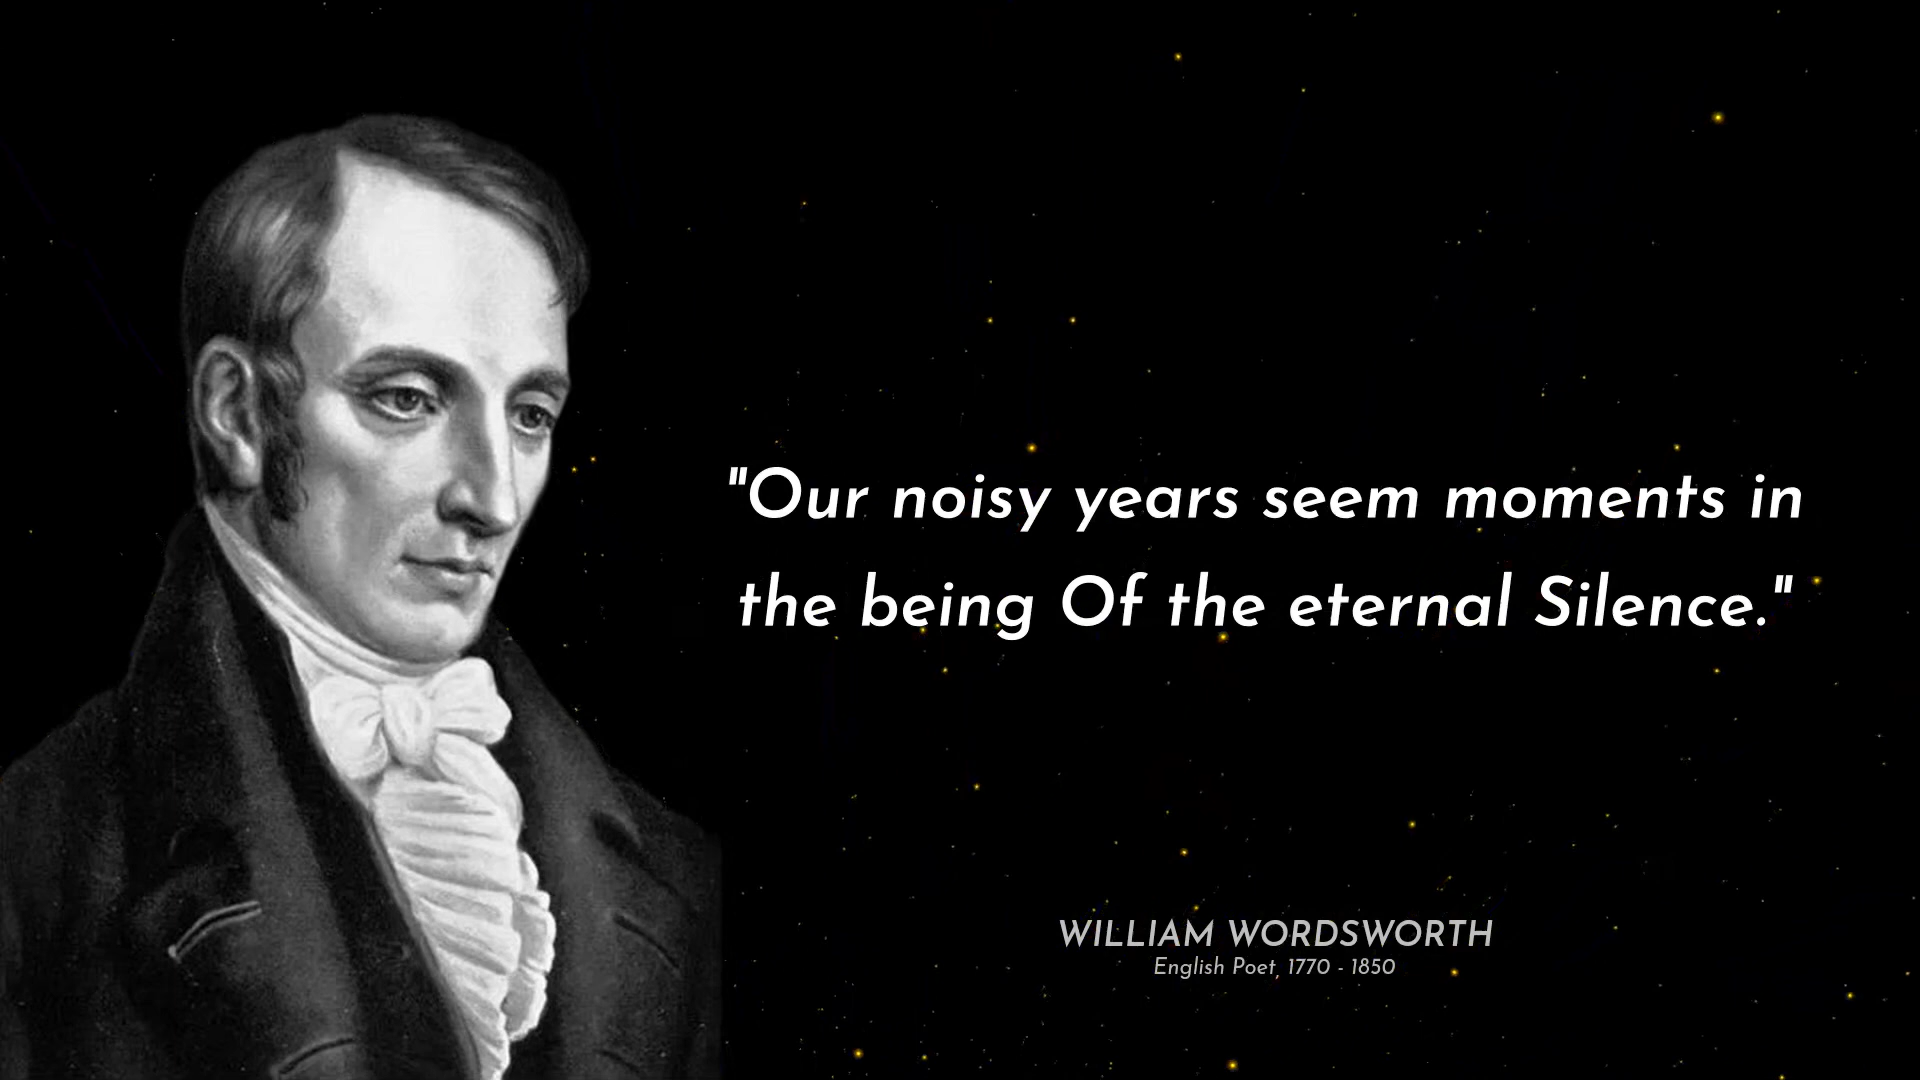 "Our noisy years seem moments in
the being Of the eternal Silence."
WILLIAM WORDSWORTH
English Poet, 1770 - 1850